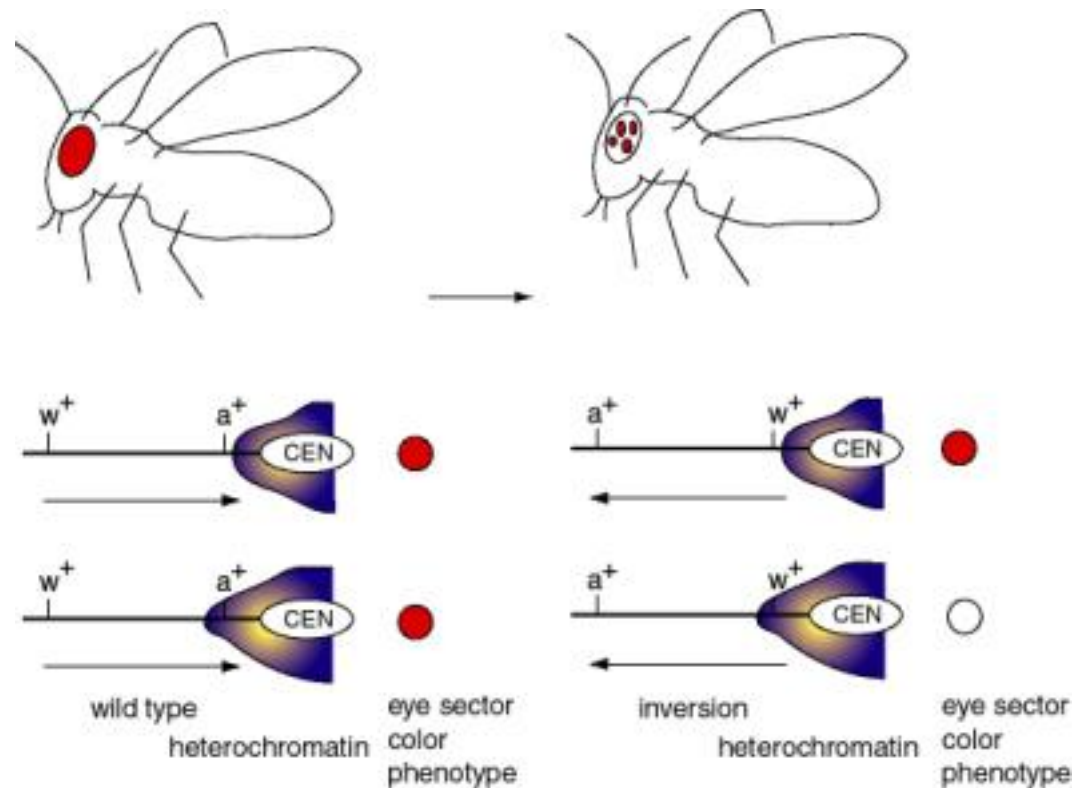 w+ a+
CEN
w+ a+
CEN
wild type
heterochromatin
eye sector
color
phenotype
a+ w+
CEN
a+ w+
CEN
inversion
heterochromatin
eye sector
color
phenotype